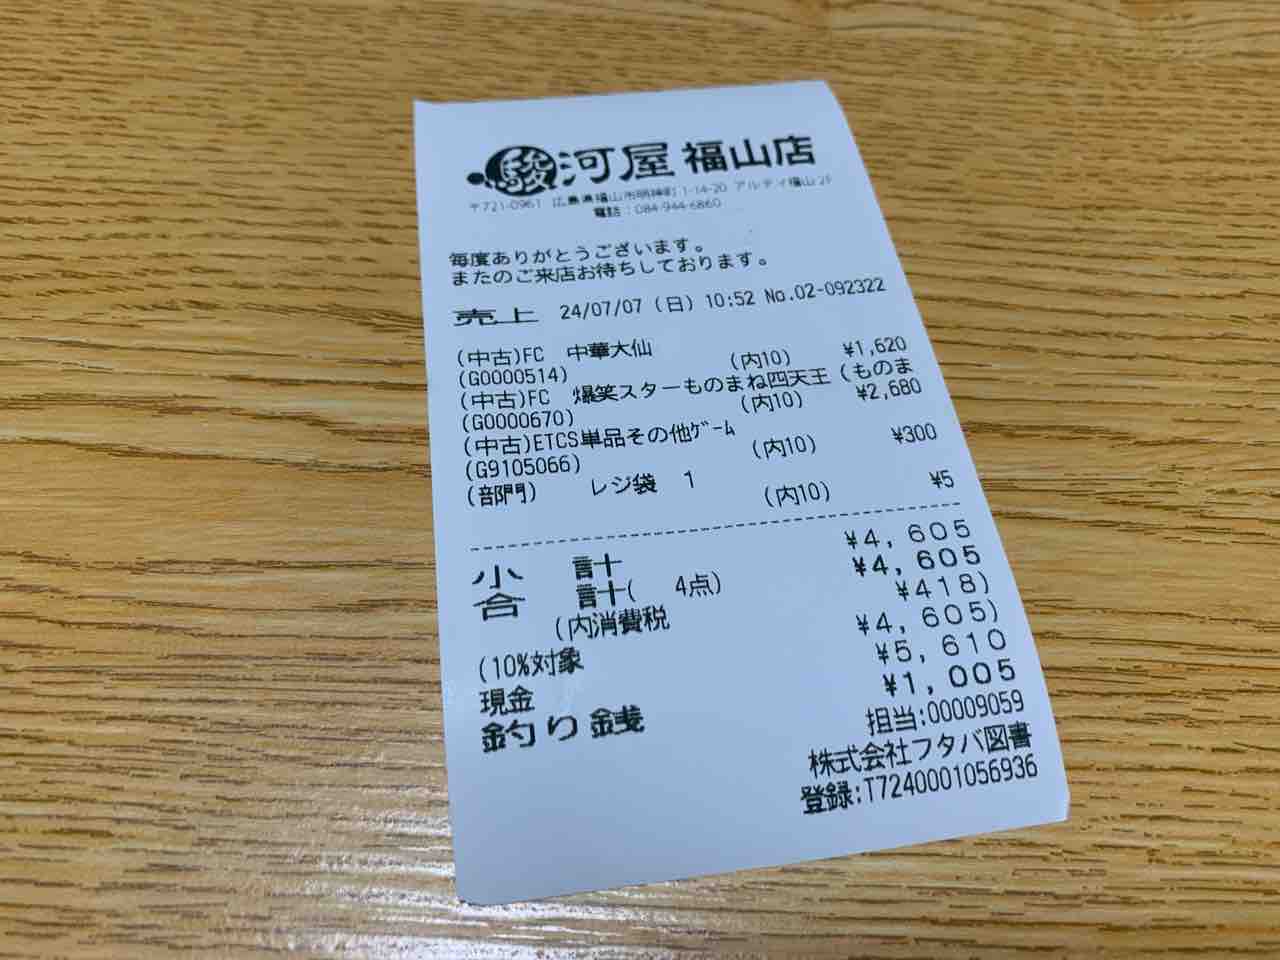 駿河屋 福山店
〒721-0961 広島県福山市明神町 1-14-20 アルティ福山 2F
電話：084-944-6860
毎度ありがとうございます。
またのご来店お待ちしております。
売上 24/07/07 (日) 10:52 No.02-092322
(中古)FC 中華大仙
(G0000514) (内10) ¥1,620
(中古)FC 爆笑スターものまね四天王 (ものま
(G0000670) (内10) ¥2,680
(中古)ETCS単品その他ｹﾞｰﾑ
(G9105066) (内10) ¥300
(部門) レジ袋 1
(内10) ¥5
小 計 ¥4,605
合 計( 4点) ¥4,605
(内消費税 ¥418)
(10%対象 ¥4,605)
現金 ¥5,610
釣り銭 ¥1,005
担当:00009059
株式会社フタバ図書
登録:T7240001056936